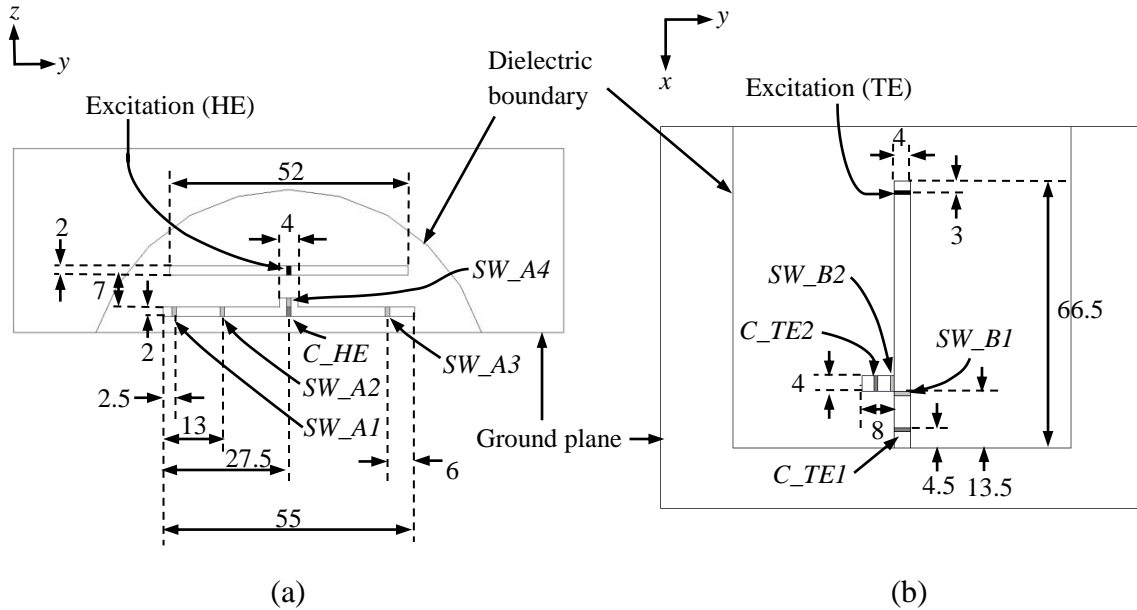 z
y
Excitation (HE)
Dielectric
boundary
52
2
4
7
SW_A4
2
C_HE
SW_A3
SW_A2
2.5
SW_A1
13
27.5
6
55
Ground plane
(a)
y
x
Excitation (TE)
4
3
SW_B2
66.5
C_TE2
SW_B1
4
8
C_TE1
4.5
13.5
(b)